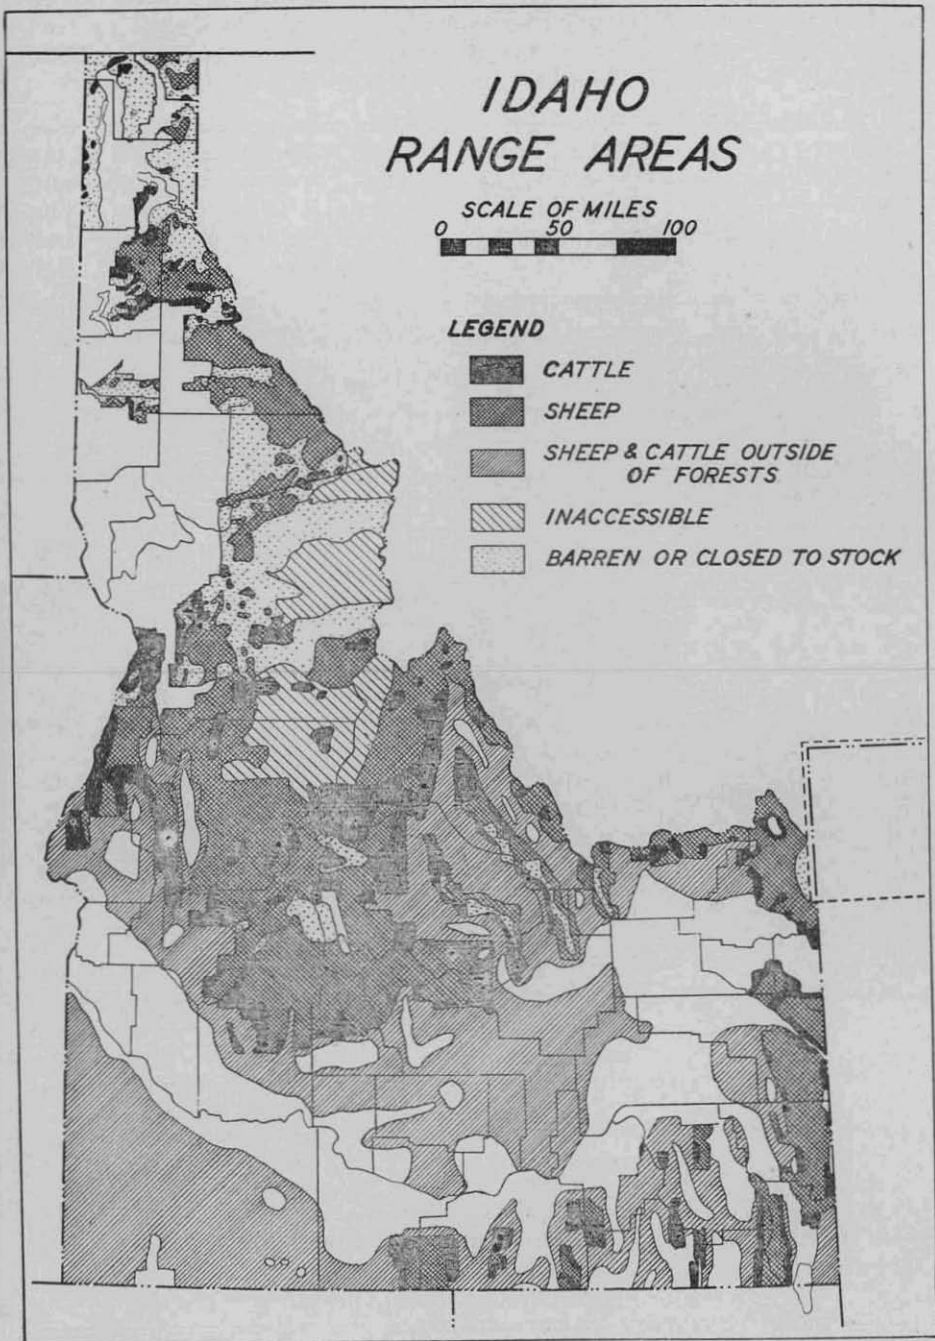 IDAHO
RANGE AREAS
SCALE OF MILES
0 50 100
LEGEND
CATTLE
SHEEP
SHEEP & CATTLE OUTSIDE
OF FORESTS
INACCESSIBLE
BARREN OR CLOSED TO STOCK